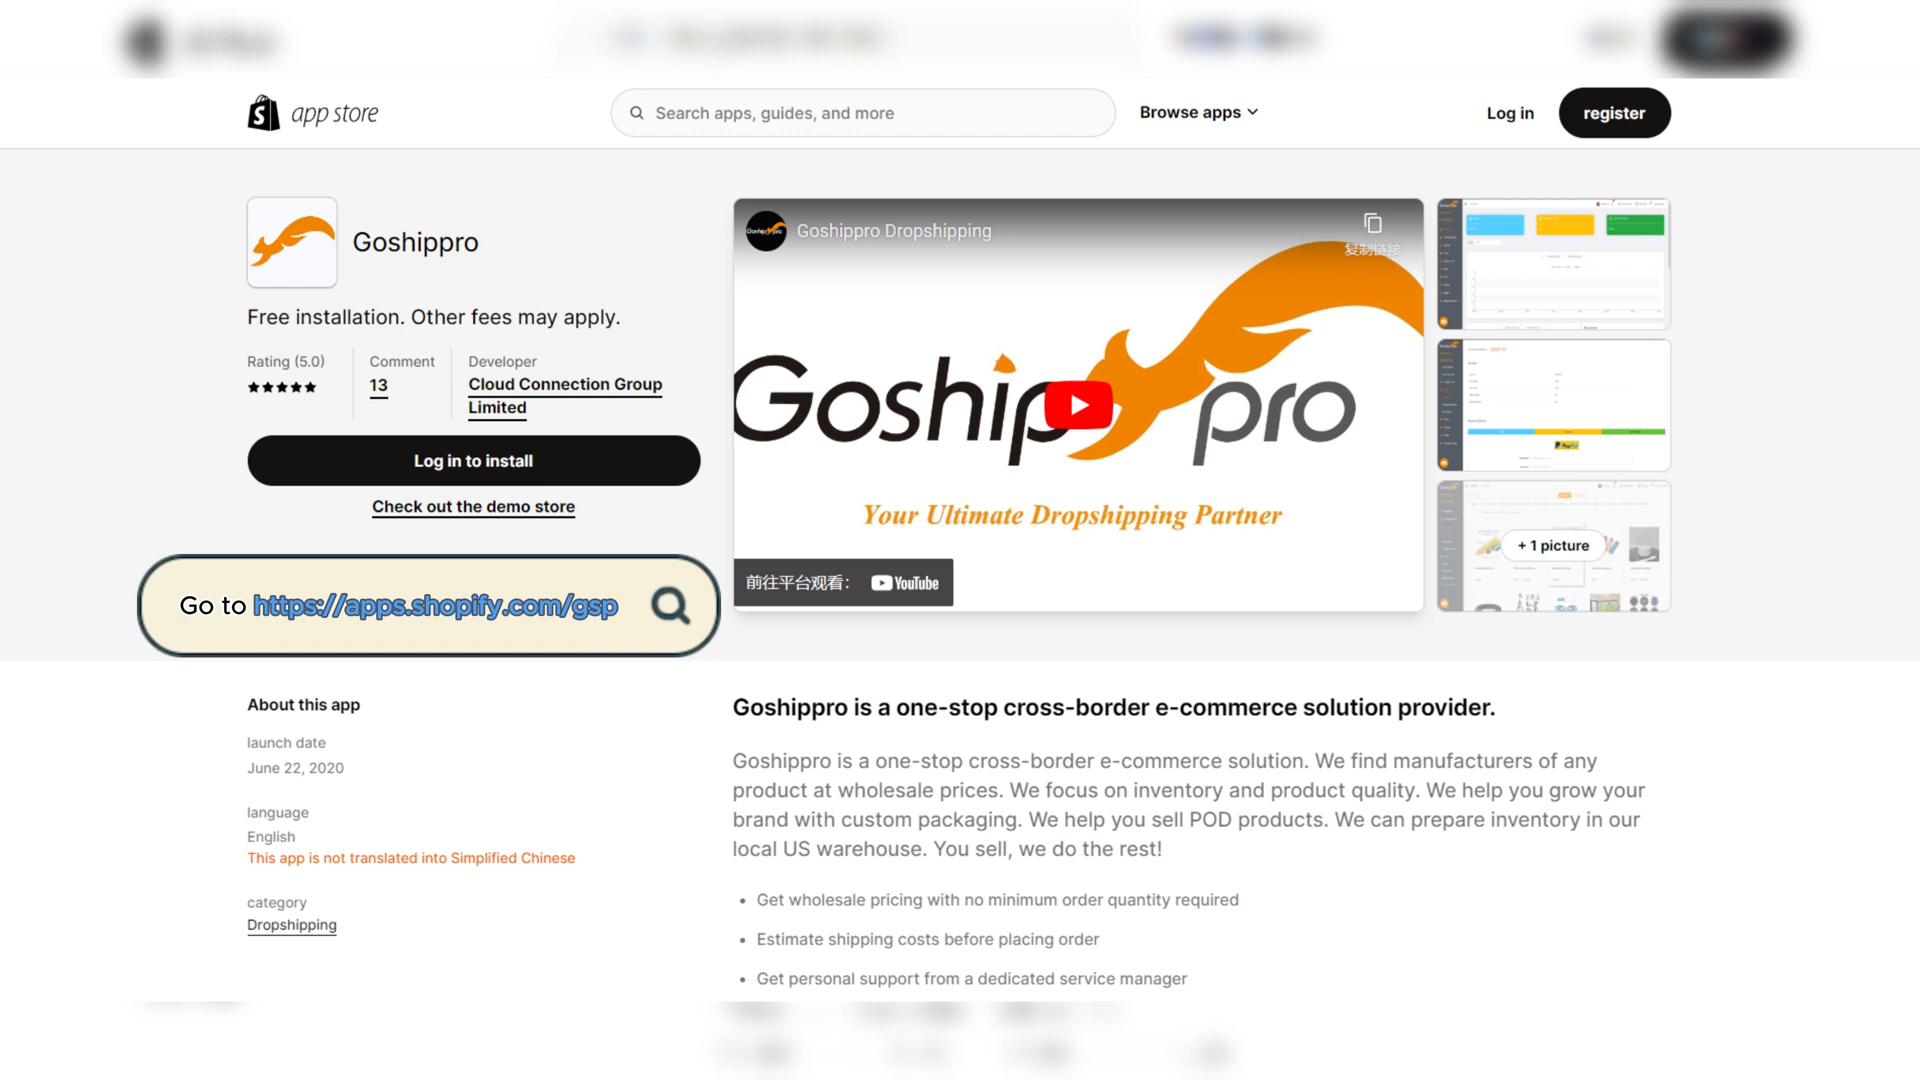 app store
Search apps, guides, and more
Browse apps
Log in
register
Goshippro
Free installation. Other fees may apply.
Rating (5.0)
Comment
13
Developer
Cloud Connection Group
Limited
Log in to install
Check out the demo store
Go to https://apps.shopify.com/gsp
Goshippro
Goshippro Dropshipping
复制链接
Goship pro
Your Ultimate Dropshipping Partner
前往平台观看：
YouTube
PayPal
+ 1 picture
About this app
launch date
June 22, 2020
language
English
This app is not translated into Simplified Chinese
category
Dropshipping
Goshippro is a one-stop cross-border e-commerce solution provider.
Goshippro is a one-stop cross-border e-commerce solution. We find manufacturers of any
product at wholesale prices. We focus on inventory and product quality. We help you grow your
brand with custom packaging. We help you sell POD products. We can prepare inventory in our
local US warehouse. You sell, we do the rest!
• Get wholesale pricing with no minimum order quantity required
• Estimate shipping costs before placing order
• Get personal support from a dedicated service manager